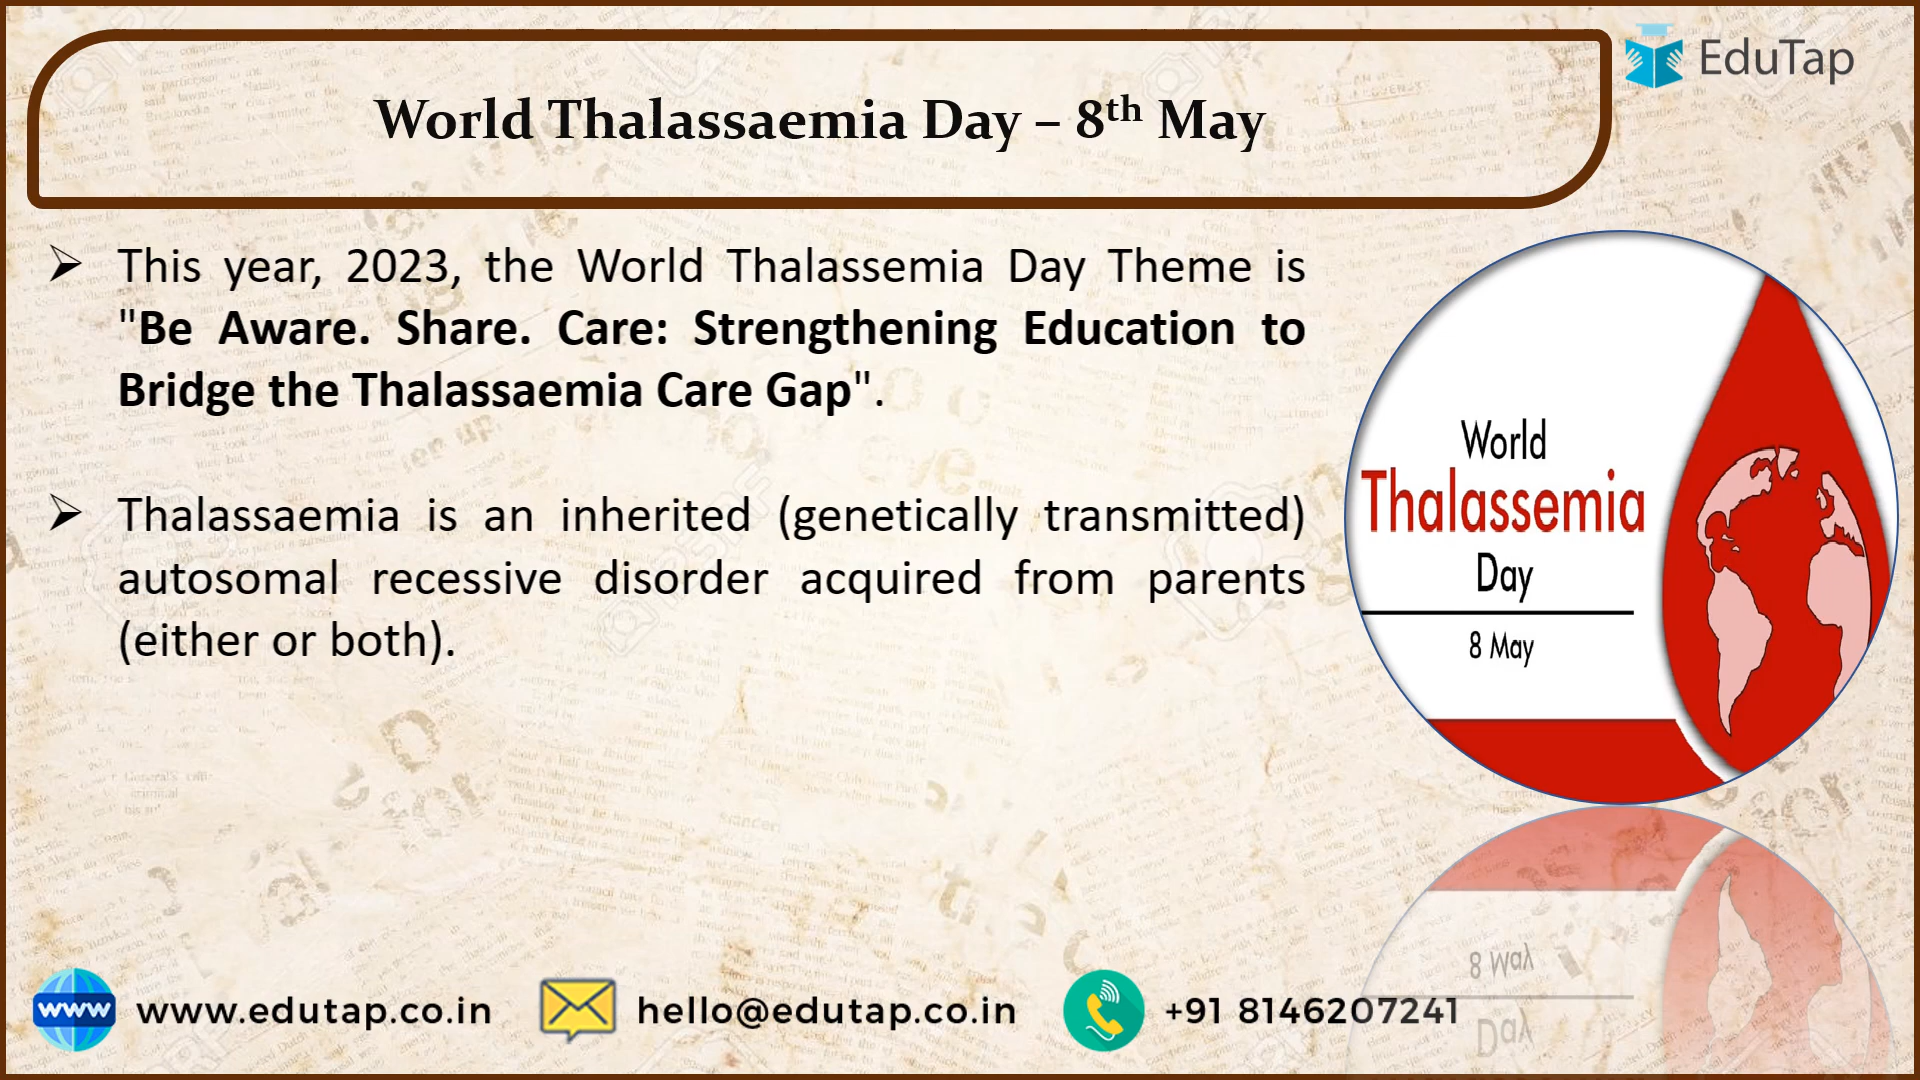 EduTap
World Thalassaemia Day – 8th May
➢ This year, 2023, the World Thalassemia Day Theme is
"Be Aware. Share. Care: Strengthening Education to
Bridge the Thalassaemia Care Gap".
➢ Thalassaemia is an inherited (genetically transmitted)
autosomal recessive disorder acquired from parents
(either or both).
World
Thalassemia
Day
8 May
8 May
Day
www
www.edutap.co.in
hello@edutap.co.in
+91 8146207241